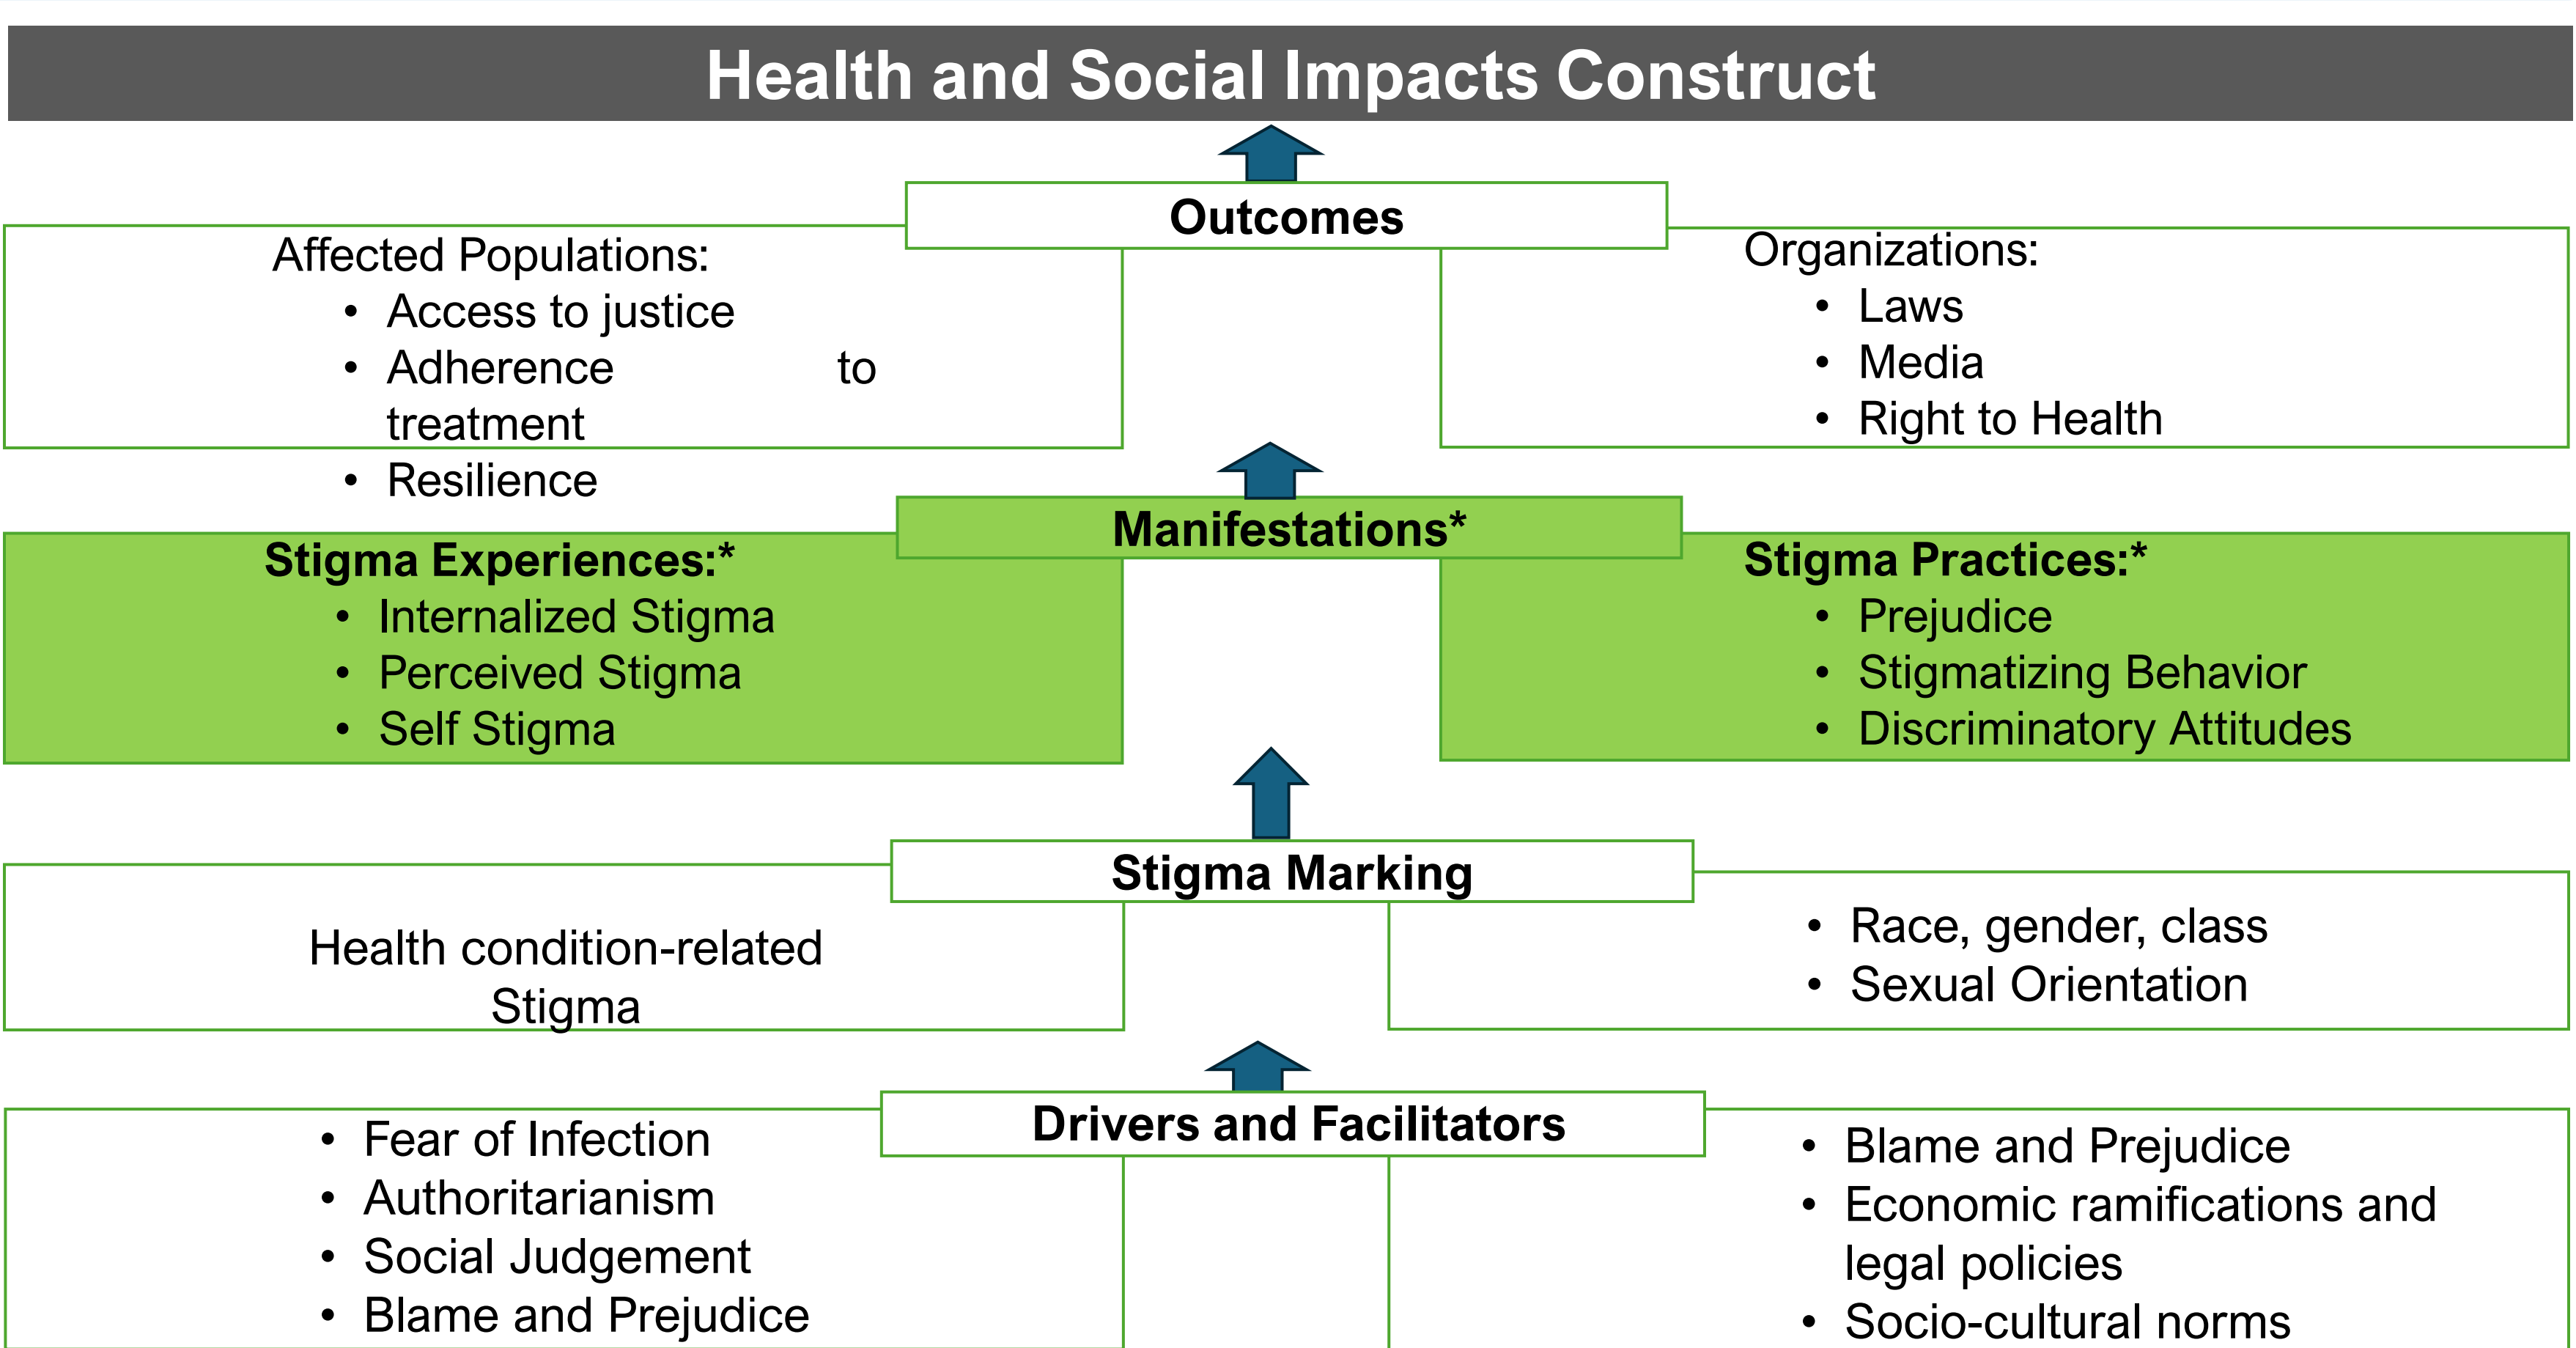 Health and Social Impacts Construct
Outcomes
Affected Populations:
• Access to justice
• Adherence to
treatment
• Resilience
Organizations:
• Laws
• Media
• Right to Health
Manifestations*
Stigma Experiences:*
• Internalized Stigma
• Perceived Stigma
• Self Stigma
Stigma Practices:*
• Prejudice
• Stigmatizing Behavior
• Discriminatory Attitudes
Stigma Marking
Health condition-related
Stigma
• Race, gender, class
• Sexual Orientation
Drivers and Facilitators
• Fear of Infection
• Authoritarianism
• Social Judgement
• Blame and Prejudice
• Blame and Prejudice
• Economic ramifications and
legal policies
• Socio-cultural norms